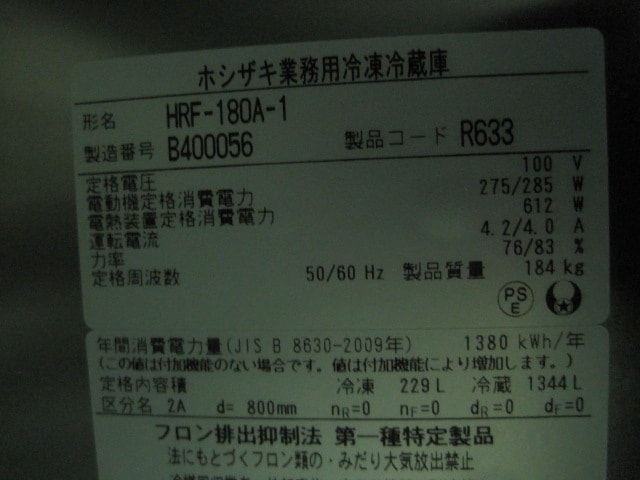 ホシザキ業務用冷凍冷蔵庫
形名 HRF-180A-1
製造番号 B400056 製品コード R633
定格電圧 100 V
電動機定格消費電力 275/285 W
電熱装置定格消費電力 612 W
運転電流 4.2/4.0 A
力率 76/83 %
定格周波数 50/60 Hz 製品質量 184 kg
PS E
年間消費電力量(JIS B 8630-2009年) 1380 kWh/年
(この値は付加機能のない場合です。値は付加機能により増加します。)
定格内容積 冷凍 229 L 冷蔵 1344 L
区分名 2A d= 800mm nR=0 nF=0 dR=0 dF=0
フロン排出抑制法 第一種特定製品
法にもとづくフロン類の・みだり大気放出禁止